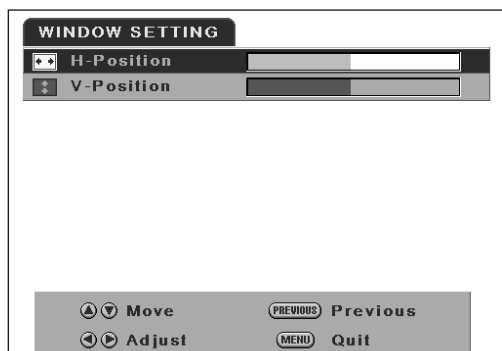 WINDOW SETTING
H-Position
V-Position
Move PREVIOUS Previous
Adjust MENU Quit